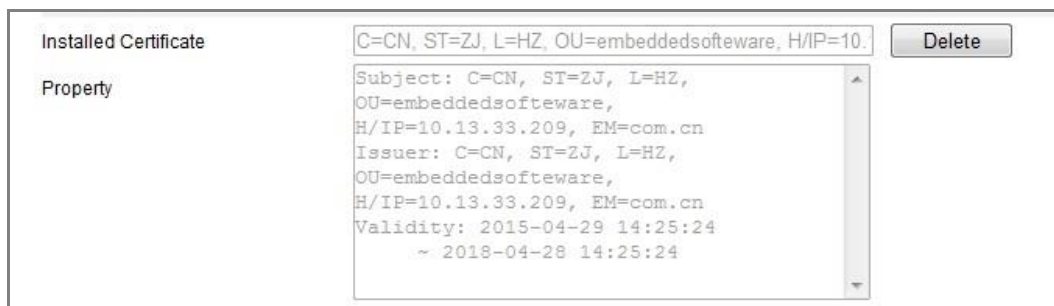 Installed Certificate
C=CN, ST=ZJ, L=HZ, OU=embeddedsofteware, H/IP=10.
Delete
Property
Subject: C=CN, ST=ZJ, L=HZ,
OU=embeddedsofteware,
H/IP=10.13.33.209, EM=com.cn
Issuer: C=CN, ST=ZJ, L=HZ,
OU=embeddedsofteware,
H/IP=10.13.33.209, EM=com.cn
Validity: 2015-04-29 14:25:24
~ 2018-04-28 14:25:24